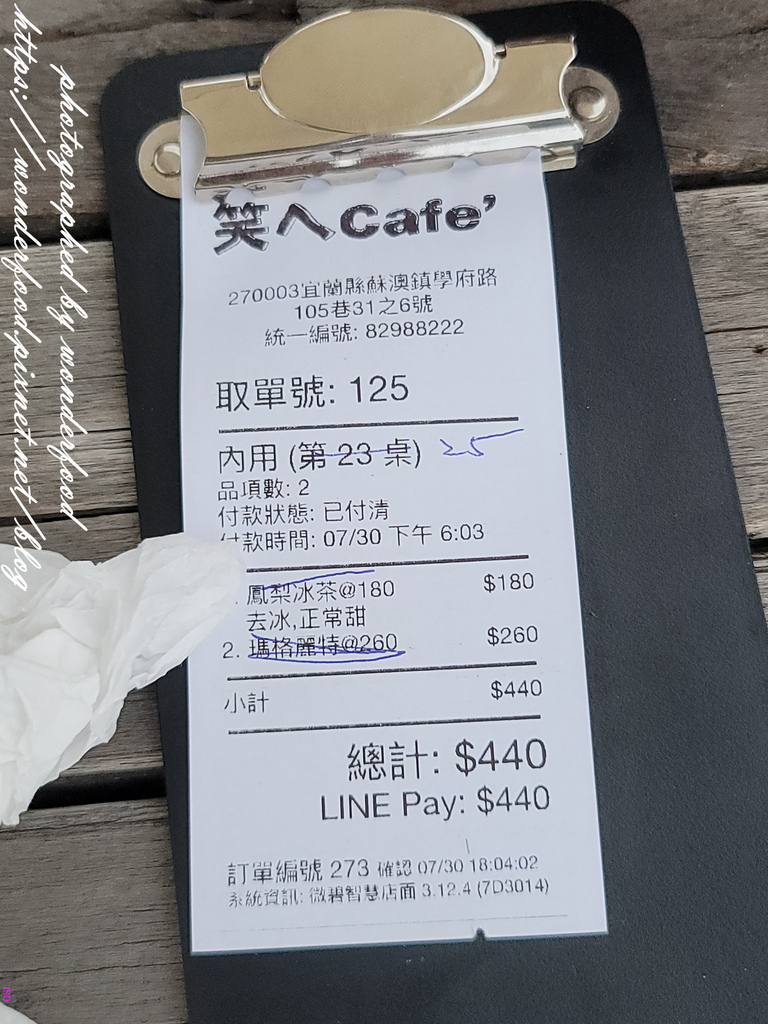 笑ㄟCafe’
270003宜蘭縣蘇澳鎮學府路
105巷31之6號
統一編號: 82988222
取單號: 125
內用 (第 23 桌) 25
品項數: 2
付款狀態: 已付清
付款時間: 07/30 下午 6:03
1. 鳳梨冰茶@180 $180
去冰,正常甜
2. 瑪格麗特@260 $260
小計 $440
總計: $440
LINE Pay: $440
訂單編號 273 確認 07/30 18:04:02
系統資訊: 微碧智慧店面 3.12.4 (7D3014)
photographed by wonderfood
https://wonderfood.pixnet.net/blog